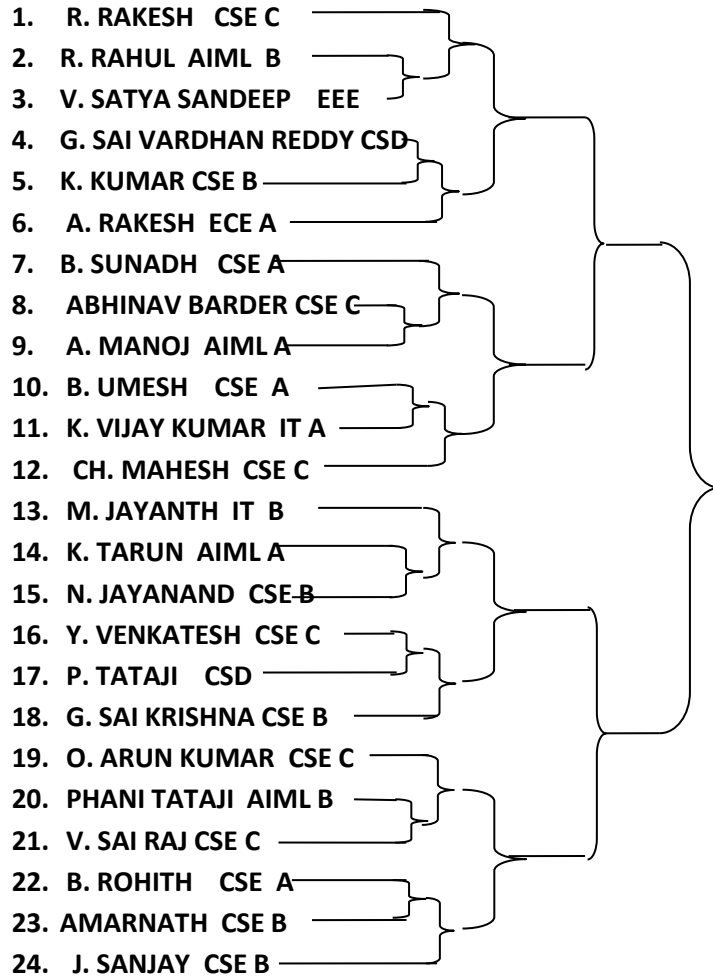 1. R. RAKESH CSE C
2. R. RAHUL AIML B
3. V. SATYA SANDEEP EEE
4. G. SAI VARDHAN REDDY CSD
5. K. KUMAR CSE B
6. A. RAKESH ECE A
7. B. SUNADH CSE A
8. ABHINAV BARDER CSE C
9. A. MANOJ AIML A
10. B. UMESH CSE A
11. K. VIJAY KUMAR IT A
12. CH. MAHESH CSE C
13. M. JAYANTH IT B
14. K. TARUN AIML A
15. N. JAYANAND CSE B
16. Y. VENKATESH CSE C
17. P. TATAJI CSD
18. G. SAI KRISHNA CSE B
19. O. ARUN KUMAR CSE C
20. PHANI TATAJI AIML B
21. V. SAI RAJ CSE C
22. B. ROHITH CSE A
23. AMARNATH CSE B
24. J. SANJAY CSE B